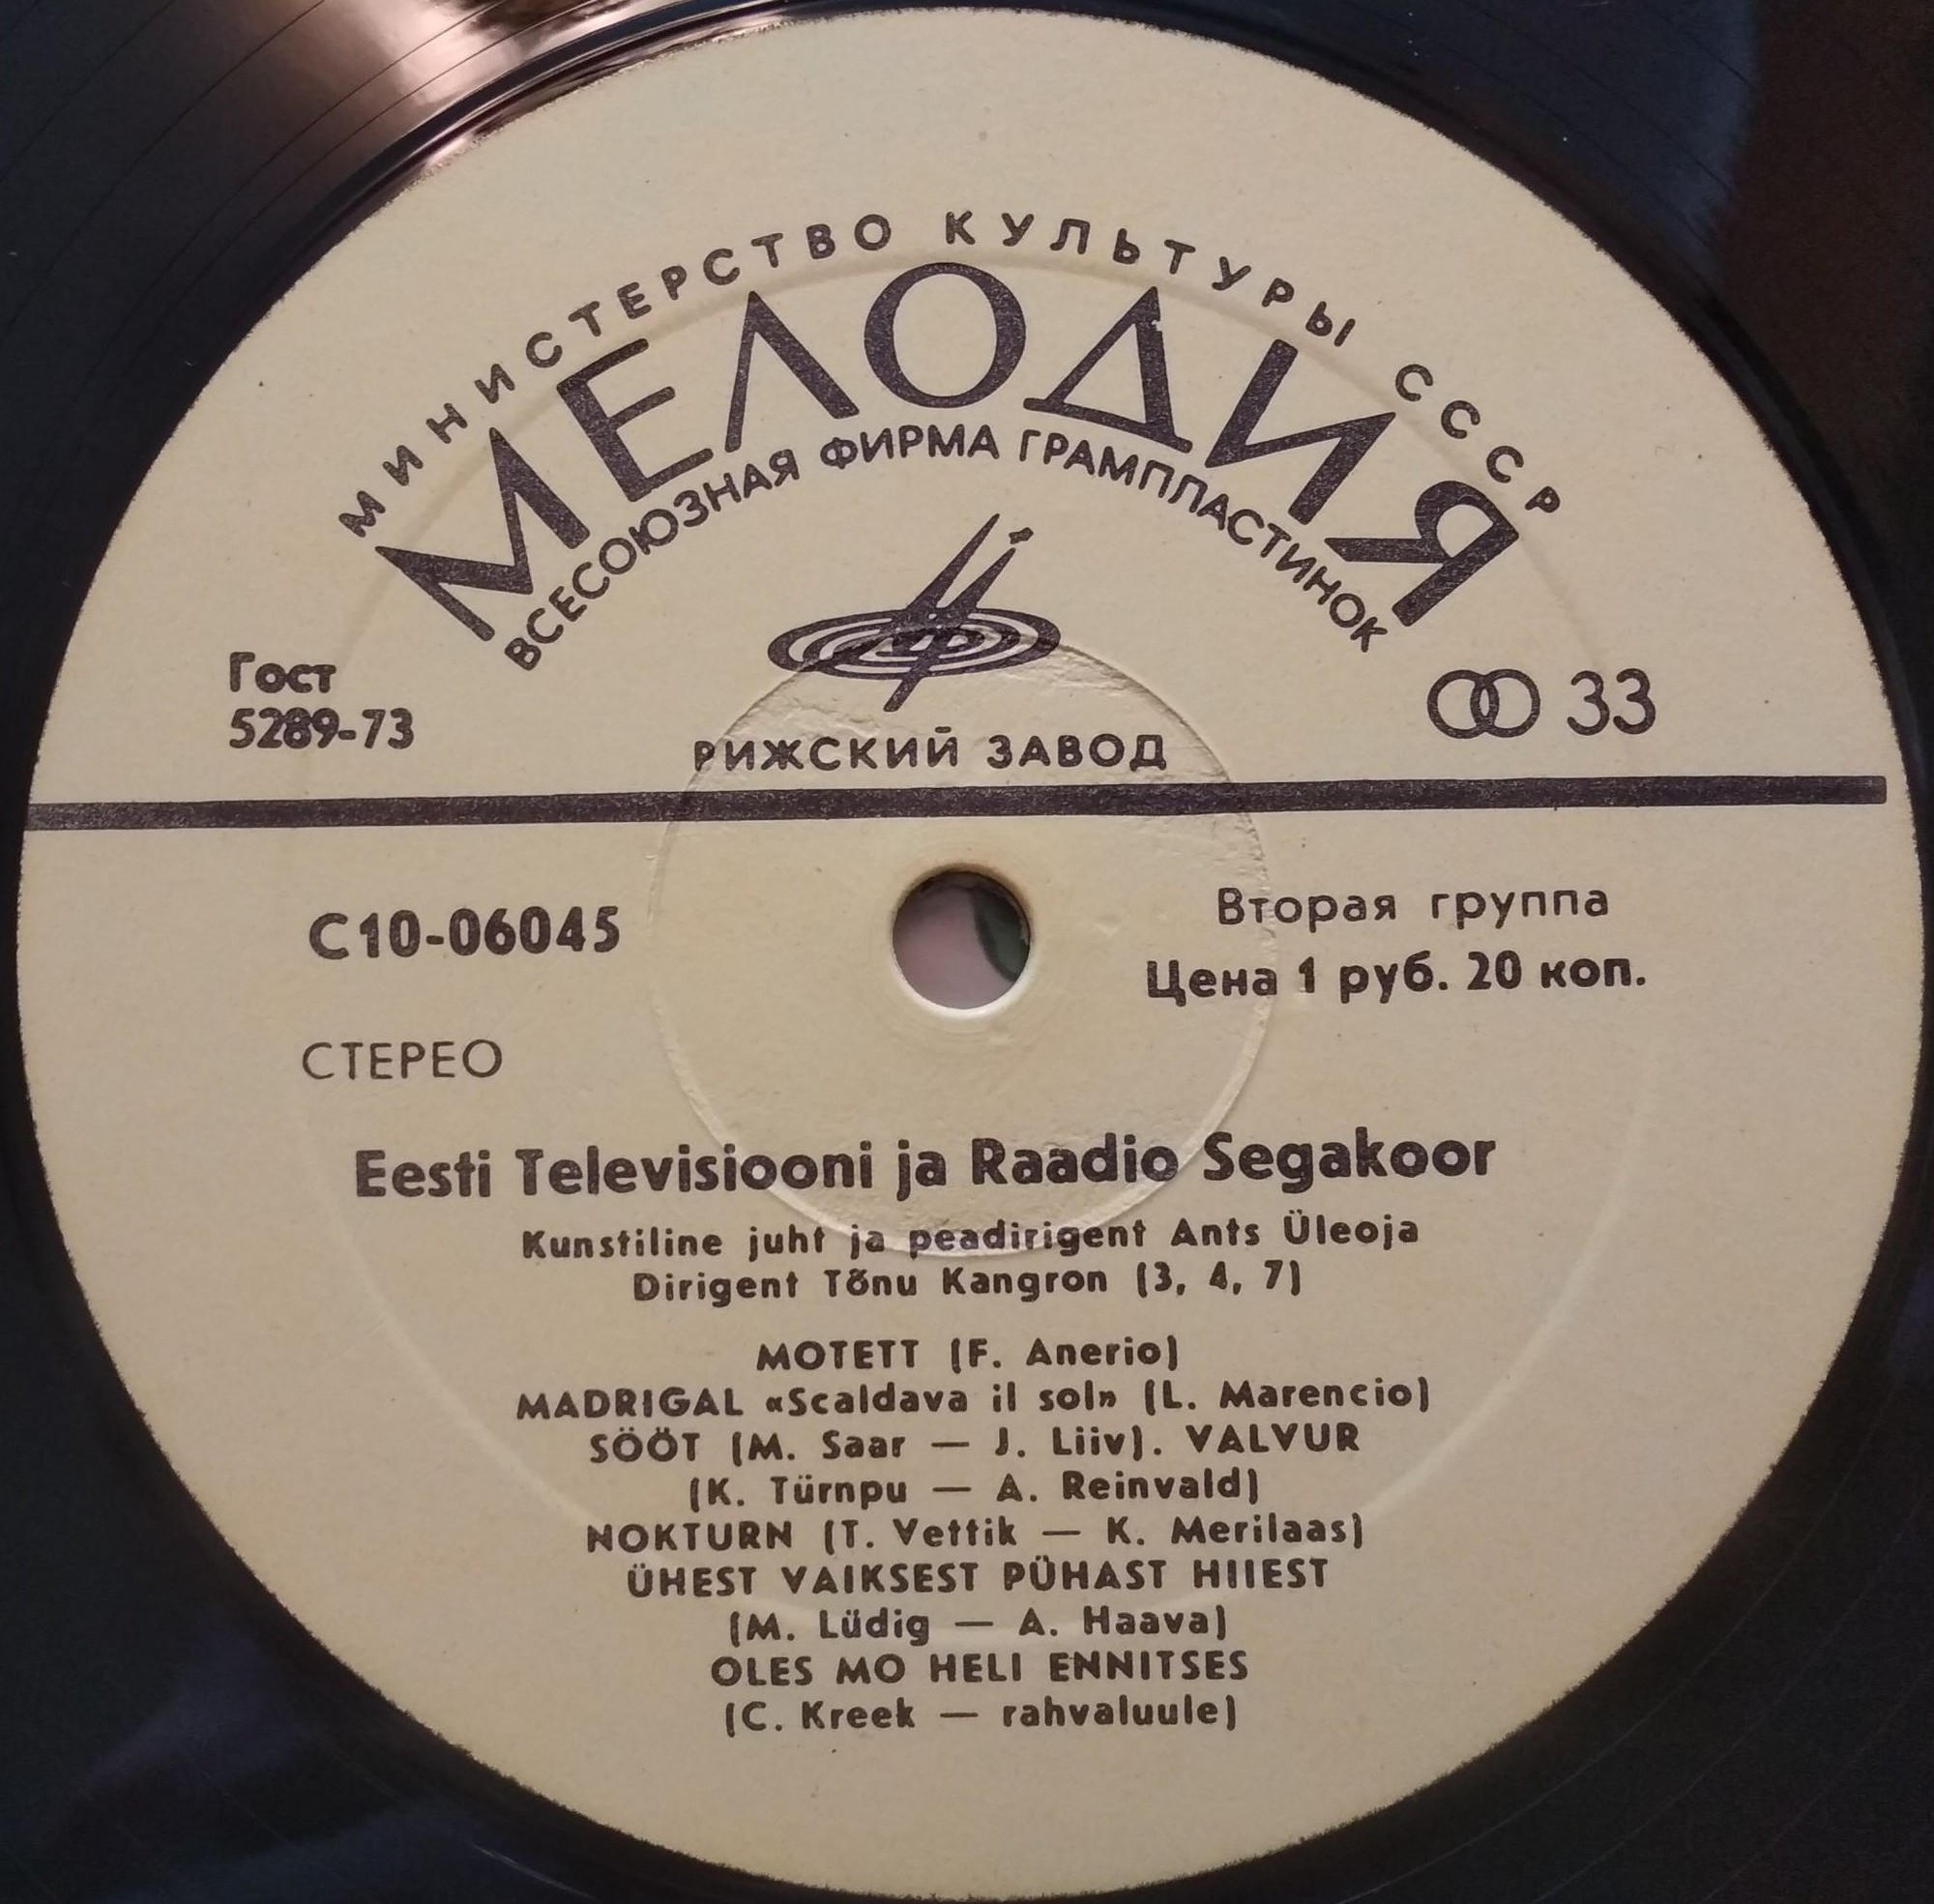 МИНИСТЕРСТВО КУЛЬТУРЫ СССР
МЕЛОДИЯ
ВСЕСОЮЗНАЯ ФИРМА ГРАМПЛАСТИНОК
Гост
5289-73
33
РИЖСКИЙ ЗАВОД
С10-06045
Вторая группа
Цена 1 руб. 20 коп.
СТЕРЕО
Eesti Televisiooni ja Raadio Segakoor
Kunstiline juht ja peadirigent Ants Üleoja
Dirigent Tõnu Kangron (3, 4, 7)
MOTETT (F. Anerio)
MADRIGAL «Scaldava il sol» (L. Marencio)
SÖÖT (M. Saar — J. Liiv). VALVUR
(K. Türnpu — A. Reinvald)
NOKTURN (T. Vettik — K. Merilaas)
ÜHEST VAIKSEST PÜHAST HIIEST
(M. Lüdig — A. Haava)
OLES MO HELI ENNITSES
(C. Kreek — rahvaluule)